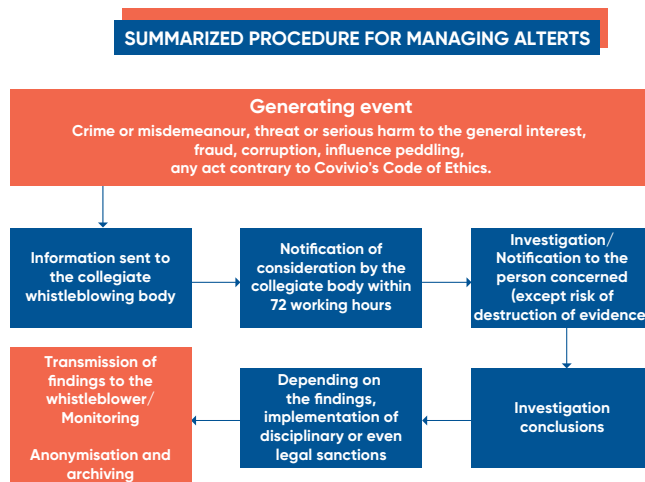 SUMMARIZED PROCEDURE FOR MANAGING ALTERTS
Generating event
Crime or misdemeanour, threat or serious harm to the general interest,
fraud, corruption, influence peddling,
any act contrary to Covivio's Code of Ethics.
Information sent to
the collegiate
whistleblowing body
Notification of
consideration by the
collegiate body within
72 working hours
Investigation/
Notification to the
person concerned
(except risk of
destruction of evidence
Investigation
conclusions
Depending on
the findings,
implementation of
disciplinary or even
legal sanctions
Transmission of
findings to the
whistleblower/
Monitoring
Anonymisation and
archiving